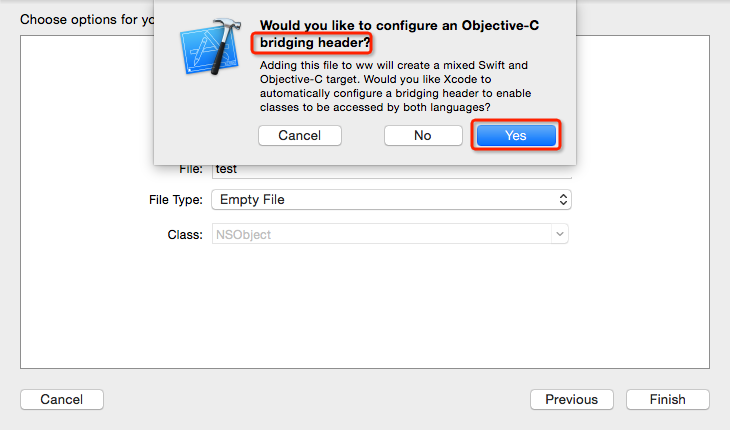 Choose options for yo
Would you like to configure an Objective-C
bridging header?
Adding this file to ww will create a mixed Swift and
Objective-C target. Would you like Xcode to
automatically configure a bridging header to enable
classes to be accessed by both languages?
Cancel
No
Yes
File: test
File Type: Empty File
Class: NSObject
Cancel
Previous
Finish